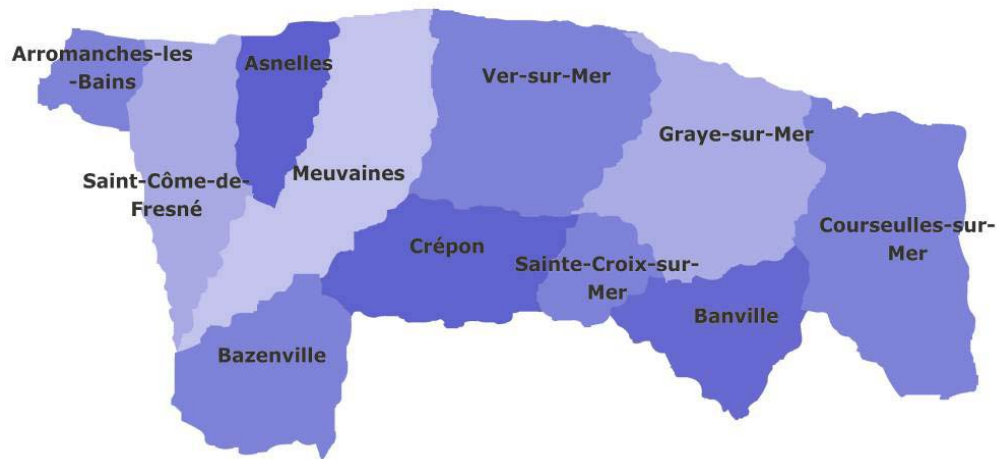 Arromanches-les
-Bains
Asnelles
Ver-sur-Mer
Graye-sur-Mer
Saint-Côme-de-
Fresné
Meuvaines
Crépon
Sainte-Croix-sur-
Mer
Courseulles-sur-
Mer
Banville
Bazenville